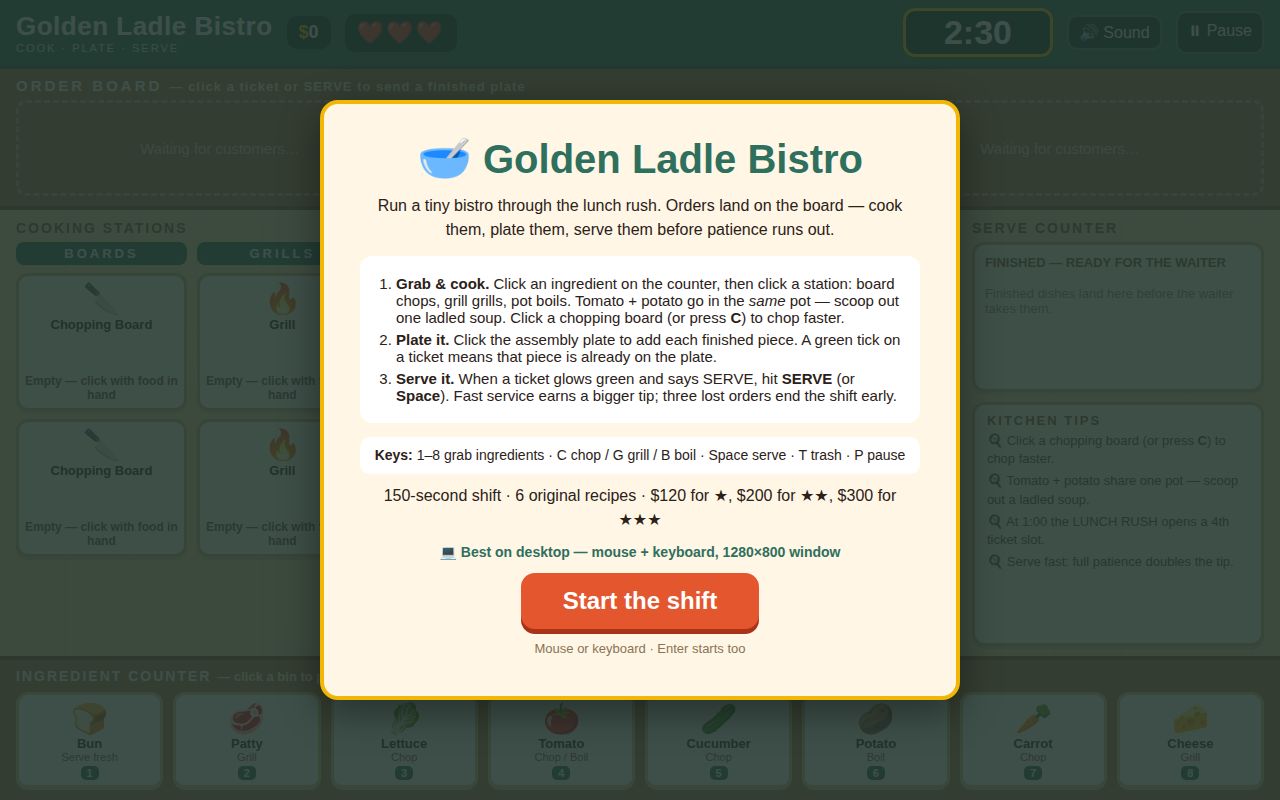 Golden Ladle Bistro
COOK · PLATE · SERVE
$0
2:30
🔊 Sound
⏸ Pause
ORDER BOARD — click a ticket or SERVE to send a finished plate
Waiting for customers…
Waiting for customers…
🥣 Golden Ladle Bistro
Run a tiny bistro through the lunch rush. Orders land on the board — cook
them, plate them, serve them before patience runs out.
1. Grab & cook. Click an ingredient on the counter, then click a station: board
chops, grill grills, pot boils. Tomato + potato go in the same pot — scoop out
one ladled soup. Click a chopping board (or press C) to chop faster.
2. Plate it. Click the assembly plate to add each finished piece. A green tick on
a ticket means that piece is already on the plate.
3. Serve it. When a ticket glows green and says SERVE, hit SERVE (or
Space). Fast service earns a bigger tip; three lost orders end the shift early.
Keys: 1–8 grab ingredients · C chop / G grill / B boil · Space serve · T trash · P pause
150-second shift · 6 original recipes · $120 for ★, $200 for ★★, $300 for
★★★
💻 Best on desktop — mouse + keyboard, 1280×800 window
Start the shift
Mouse or keyboard · Enter starts too
COOKING STATIONS
BOARDS
GRILLS
Chopping Board
Empty — click with food in
hand
Grill
Empty — click with
hand
Chopping Board
Empty — click with food in
hand
Grill
Empty — click with
hand
SERVE COUNTER
FINISHED — READY FOR THE WAITER
Finished dishes land here before the waiter
takes them.
KITCHEN TIPS
🍳 Click a chopping board (or press C) to
chop faster.
🍳 Tomato + potato share one pot — scoop
out a ladled soup.
🍳 At 1:00 the LUNCH RUSH opens a 4th
ticket slot.
🍳 Serve fast: full patience doubles the tip.
INGREDIENT COUNTER — click a bin to
Bun
Serve fresh
1
Patty
Grill
2
Lettuce
Chop
3
Tomato
Chop / Boil
4
Cucumber
Chop
5
Potato
Boil
6
Carrot
Chop
7
Cheese
Grill
8